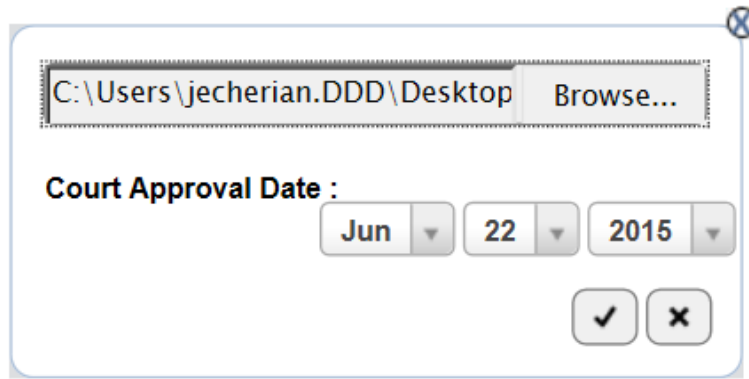 C:\Users\jecherian.DDD\Desktop Browse...
Court Approval Date :
Jun 22 2015